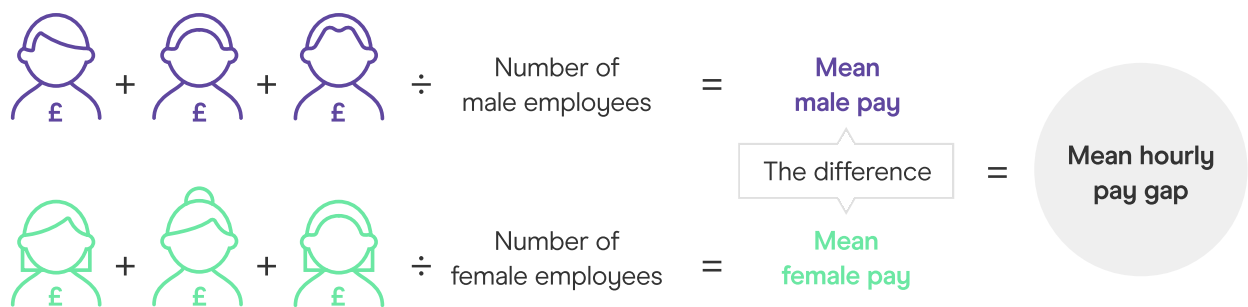 £ + £ + £ ÷ Number of male employees = Mean male pay
The difference = Mean hourly pay gap
£ + £ + £ ÷ Number of female employees = Mean female pay